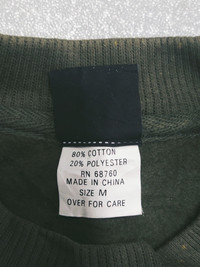 80% COTTON
20% POLYESTER
RN 68760
MADE IN CHINA
SIZE M
OVER FOR CARE